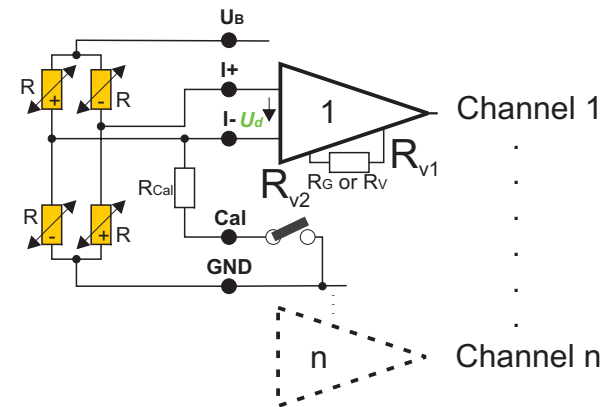 UB
R
+
-
R
I+
1
Channel 1
I- Ud
RG or RV
Rv1
Rv2
RCal
R
-
+
R
Cal
GND
n
Channel n